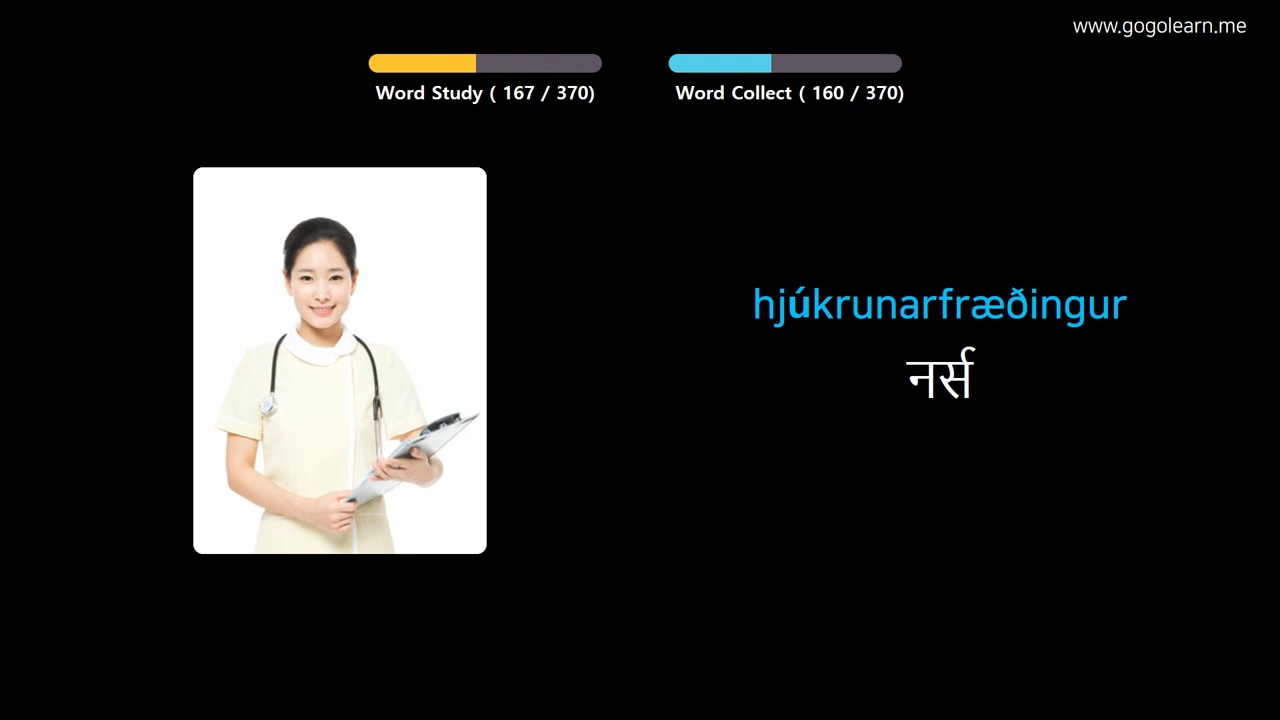 www.gogolearn.me
Word Study ( 167 / 370)
Word Collect ( 160 / 370)
hjúkrunarfræðingur
नर्स